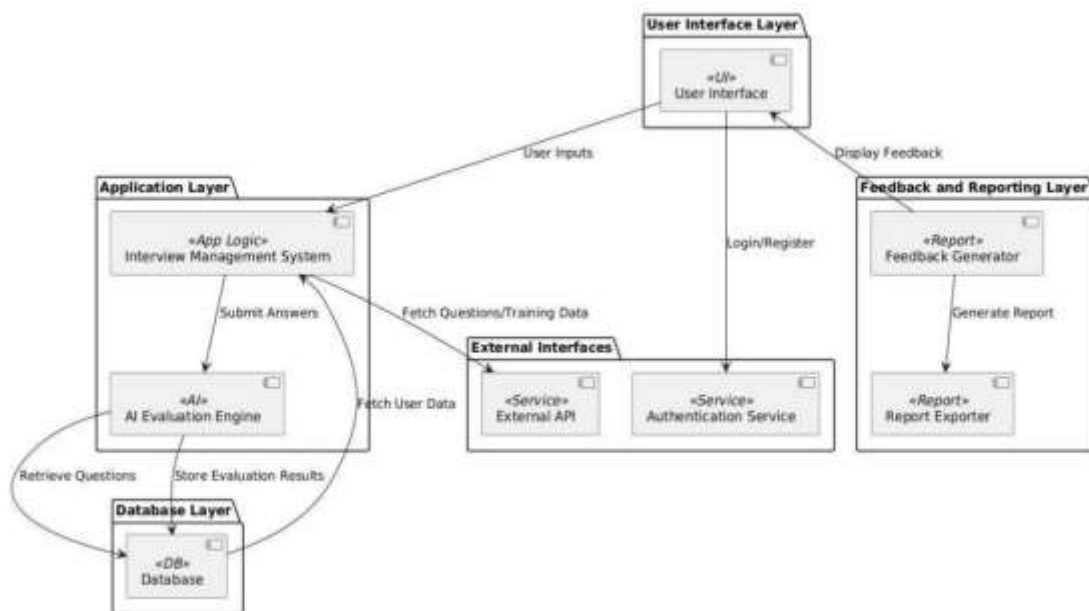 User Interface Layer
«UI»
User Interface
User Inputs
Display Feedback
Application Layer
Feedback and Reporting Layer
«App Logic»
Interview Management System
Login/Register
«Report»
Feedback Generator
Submit Answers
Fetch Questions/Training Data
Generate Report
External Interfaces
«AI»
AI Evaluation Engine
Fetch User Data
«Service»
External API
«Service»
Authentication Service
«Report»
Report Exporter
Retrieve Questions
Store Evaluation Results
Database Layer
«DB»
Database